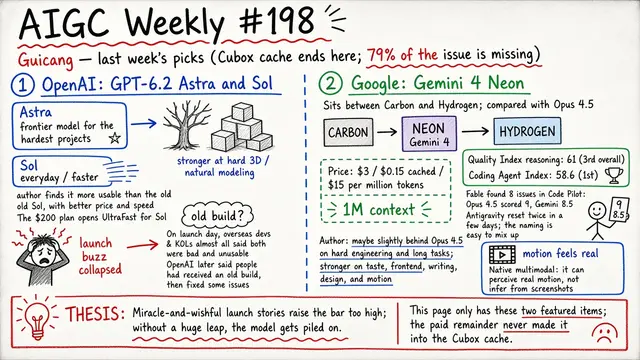 AIGC Weekly #198
Guicang — last week's picks (Cubox cache ends here; 79% of the issue is missing)
1 OpenAI: GPT-6.2 Astra and Sol
Astra
frontier model for the
hardest projects
stronger at hard 3D /
natural modeling
Sol
everyday / faster
author finds it more usable than the old
old Sol, with better price and speed
The $200 plan opens UltraFast for Sol
launch
buzz
collapsed
old build?
On launch day, overseas devs
& KOLs almost all said both
were bad and unusable
OpenAI later said people
had received an old build,
then fixed some issues
2 Google: Gemini 4 Neon
Sits between Carbon and Hydrogen; compared with Opus 4.5
CARBON
NEON
Gemini 4
HYDROGEN
Price: $3 / $0.15 cached /
$15 per million tokens
1M context
Quality Index reasoning: 61 (3rd overall)
Coding Agent Index: 58.6 (1st)
Fable found 8 issues in Code Pilot:
Opus 4.5 scored 9, Gemini 8.5
Antigravity reset twice in a
few days; the naming is
easy to mix up
9
8.5
Author: maybe slightly behind Opus 4.5
on hard engineering and long tasks;
stronger on taste, frontend, writing,
design, and motion
motion feels real
Native multimodal: it can
perceive real motion, not
infer from screenshots
THESIS: Miracle-and-wishful launch stories raise the bar too high;
without a huge leap, the model gets piled on.
This page only has these two featured items;
the paid remainder never made it
into the Cubox cache.